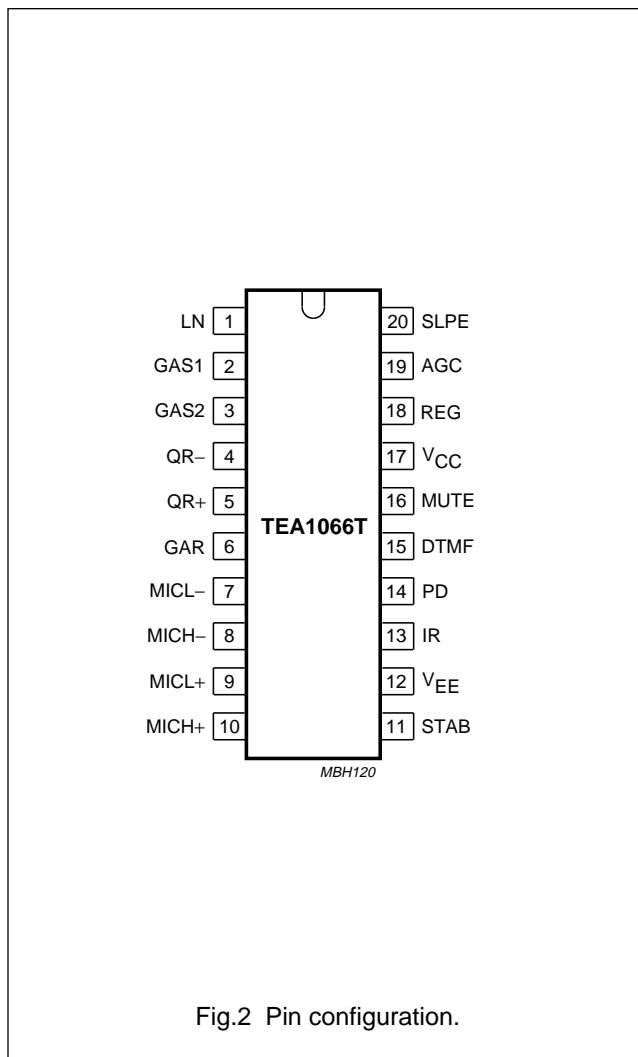 LN 1 20 SLPE
GAS1 2 19 AGC
GAS2 3 18 REG
QR− 4 17 VCC
QR+ 5 16 MUTE
TEA1066T
GAR 6 15 DTMF
MICL− 7 14 PD
MICH− 8 13 IR
MICL+ 9 12 VEE
MICH+ 10 11 STAB
MBH120
Fig.2 Pin configuration.